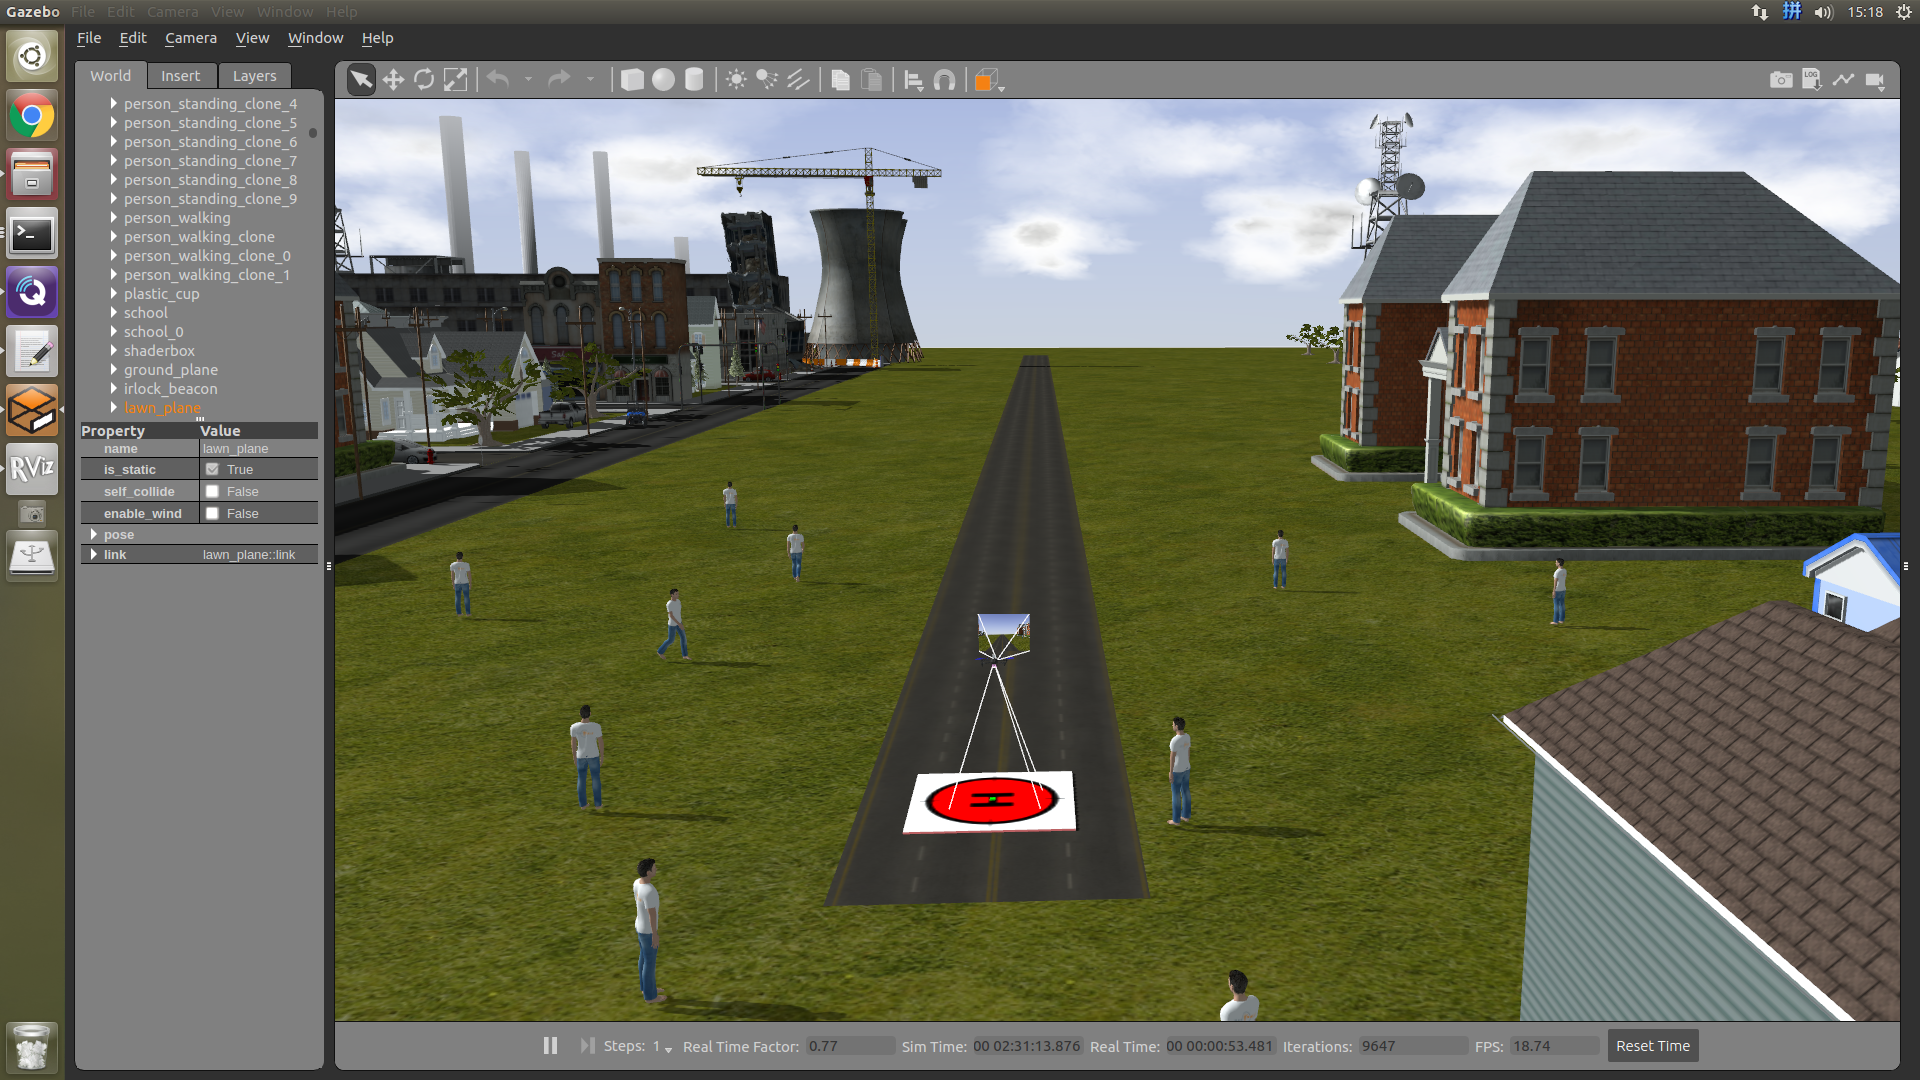 Gazebo File Edit Camera View Window Help
拼 15:18
File Edit Camera View Window Help
World Insert Layers
LOG
person_standing_clone_4
person_standing_clone_5
person_standing_clone_6
person_standing_clone_7
person_standing_clone_8
person_standing_clone_9
person_walking
person_walking_clone
person_walking_clone_0
person_walking_clone_1
plastic_cup
school
school_0
shaderbox
ground_plane
irlock_beacon
lawn_plane
Property Value
name lawn_plane
is_static True
self_collide False
enable_wind False
pose
link lawn_plane::link
RViz
H
Steps: 1 Real Time Factor: 0.77 Sim Time: 00 02:31:13.876 Real Time: 00 00:00:53.481 Iterations: 9647 FPS: 18.74 Reset Time